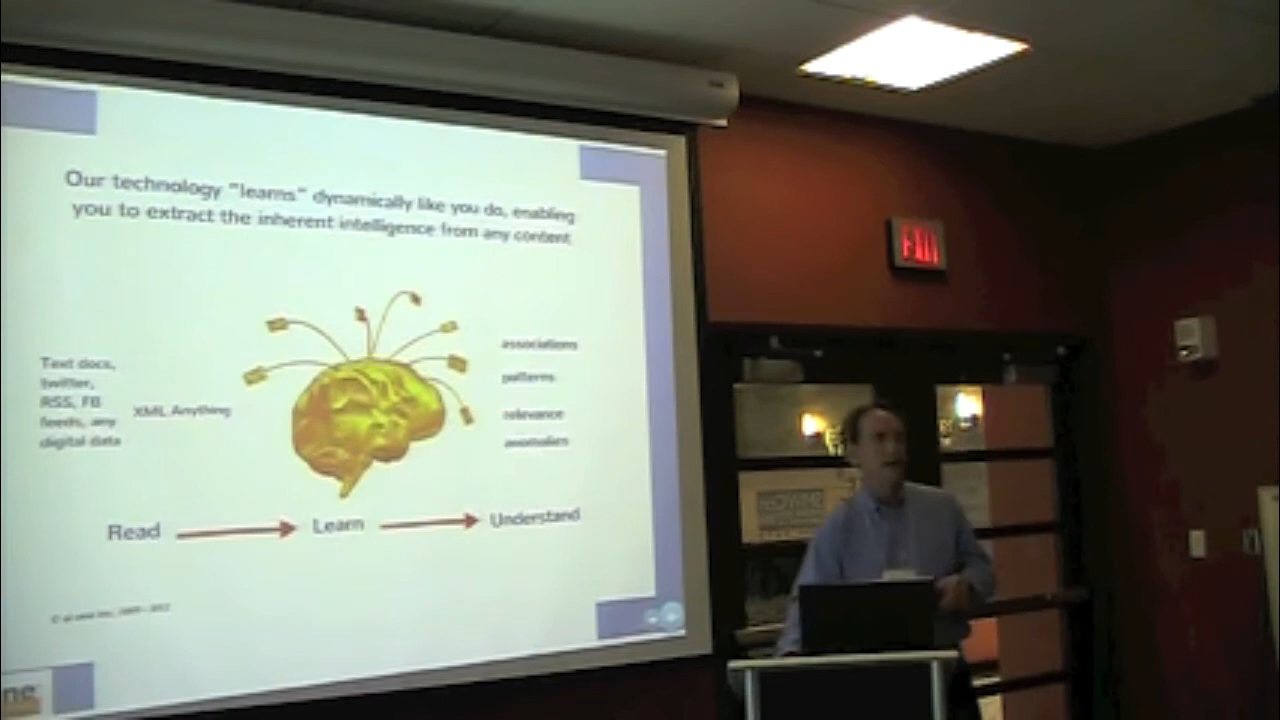 Our technology "learns" dynamically like you do, enabling
you to extract the inherent intelligence from any content
Text docs,
twitter,
RSS, FB
feeds, any
digital data
XML Anything
associations
patterns
relevance
anomalies
Read
Learn
Understand
EXIT